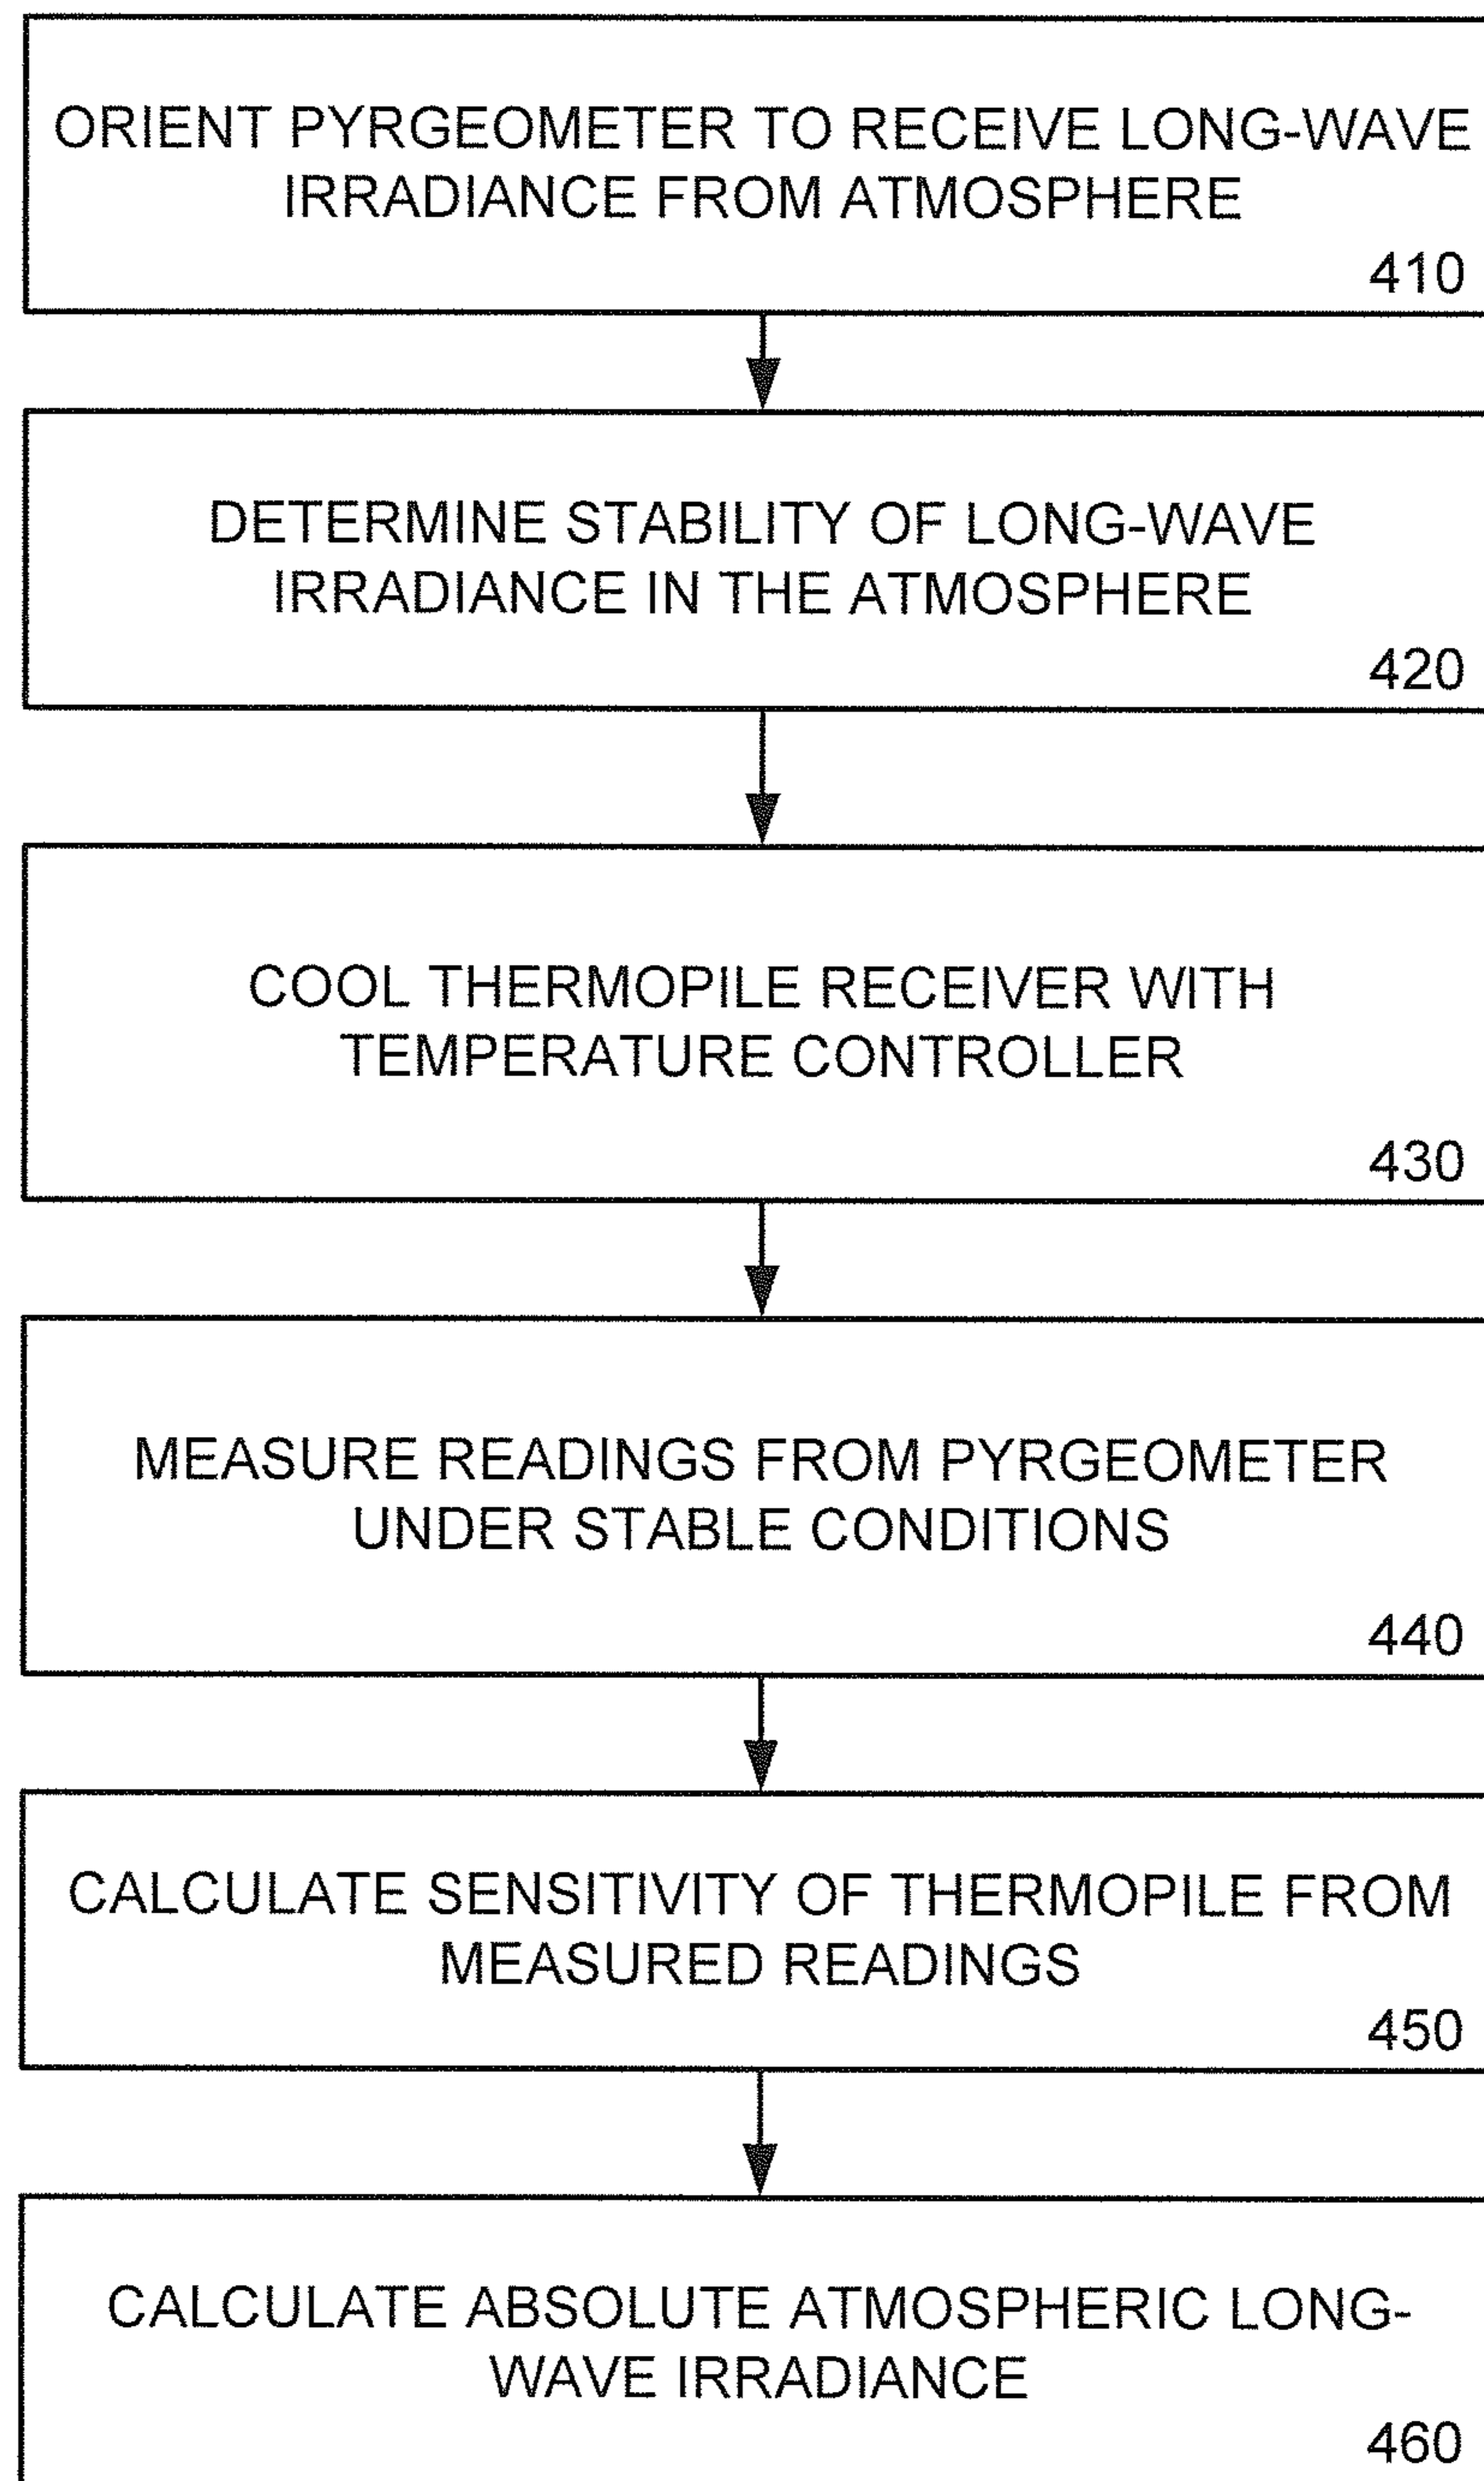 ORIENT PYRGEOMETER TO RECEIVE LONG-WAVE
IRRADIANCE FROM ATMOSPHERE
410
DETERMINE STABILITY OF LONG-WAVE
IRRADIANCE IN THE ATMOSPHERE
420
COOL THERMOPILE RECEIVER WITH
TEMPERATURE CONTROLLER
430
MEASURE READINGS FROM PYRGEOMETER
UNDER STABLE CONDITIONS
440
CALCULATE SENSITIVITY OF THERMOPILE FROM
MEASURED READINGS
450
CALCULATE ABSOLUTE ATMOSPHERIC LONG-
WAVE IRRADIANCE
460